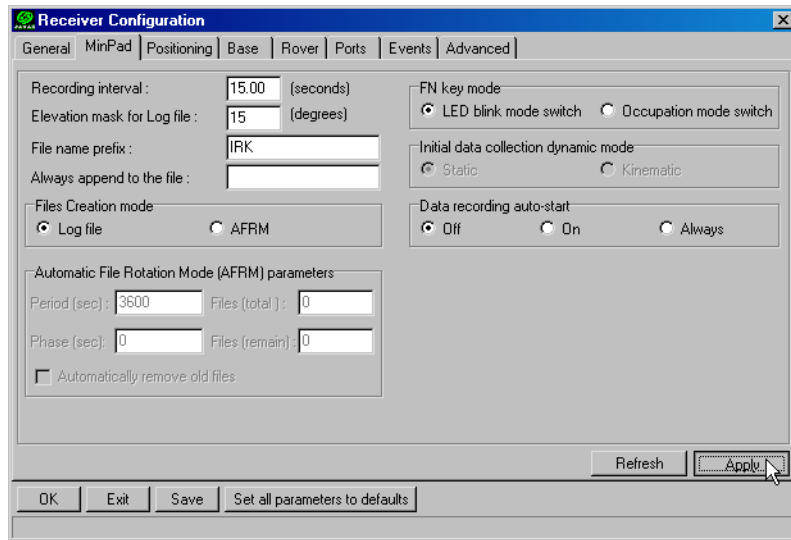 Receiver Configuration
General MinPad Positioning Base Rover Ports Events Advanced
Recording interval : 15.00 (seconds)
Elevation mask for Log file : 15 (degrees)
File name prefix : IRK
Always append to the file :
Files Creation mode
Log file AFRM
Automatic File Rotation Mode (AFRM) parameters
Period (sec) : 3600 Files (total ) : 0
Phase (sec): 0 Files (remain) : 0
Automatically remove old files
FN key mode
LED blink mode switch Occupation mode switch
Initial data collection dynamic mode
Static Kinematic
Data recording auto-start
Off On Always
Refresh Apply
OK Exit Save Set all parameters to defaults